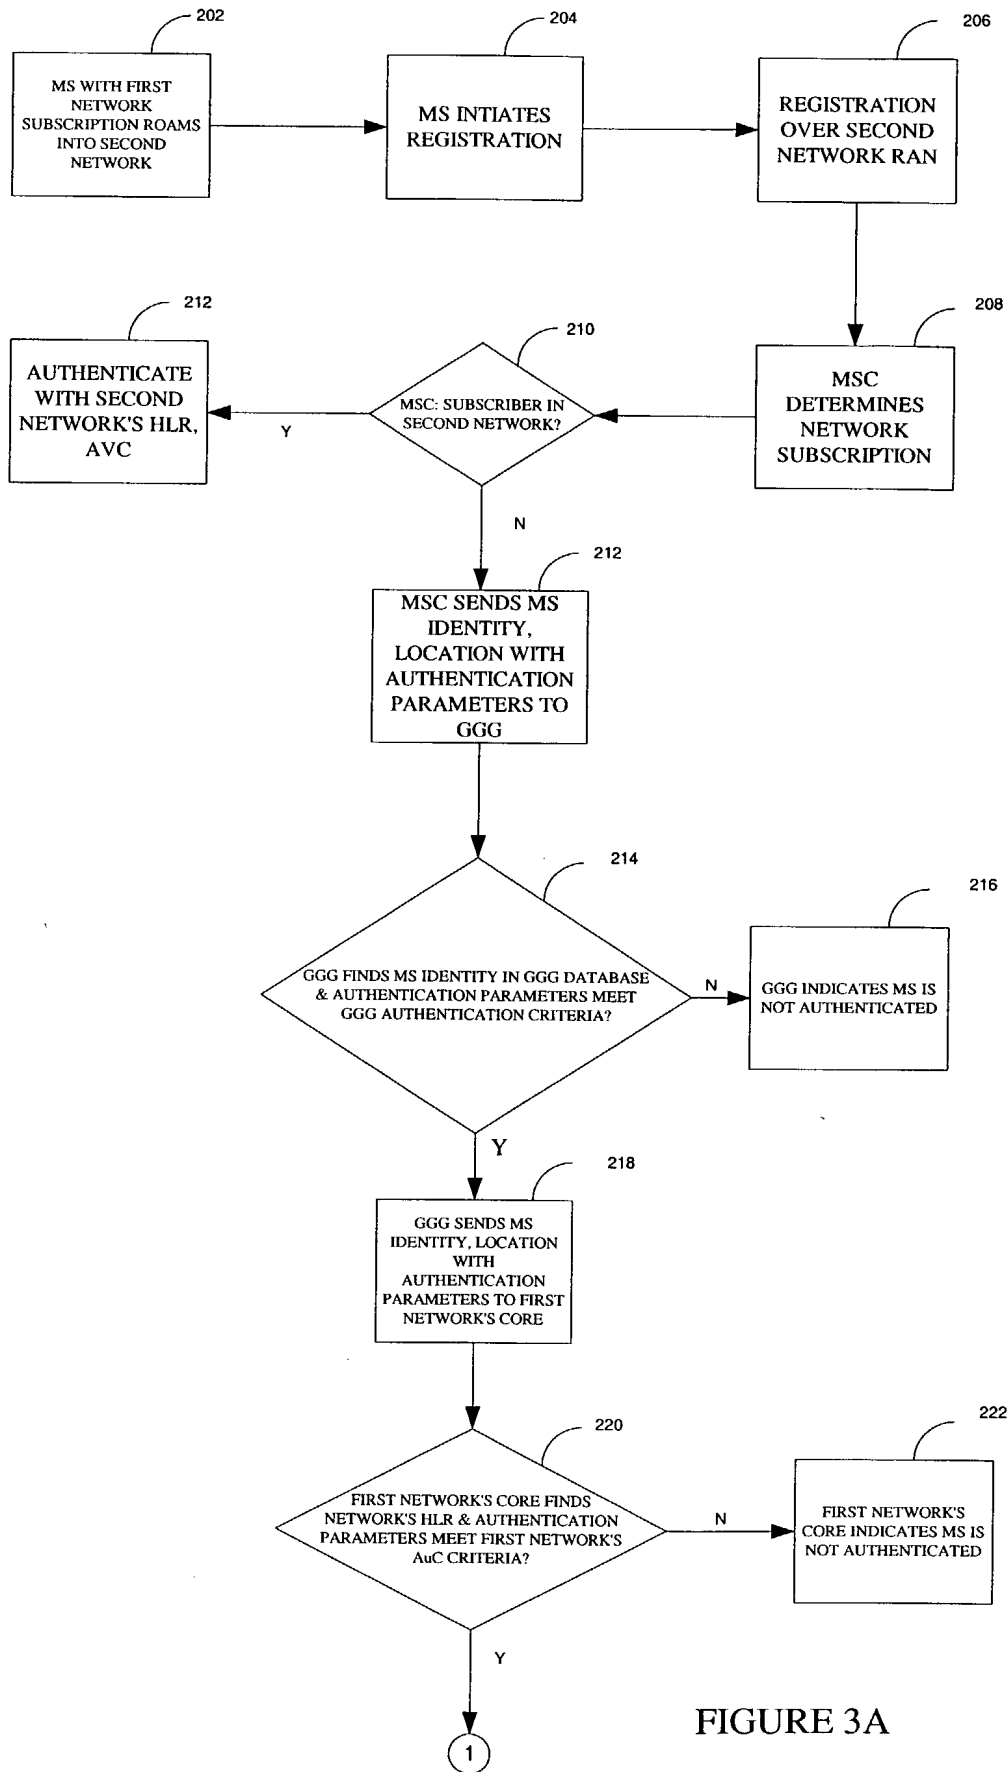 202
MS WITH FIRST
NETWORK
SUBSCRIPTION ROAMS
INTO SECOND
NETWORK
204
MS INTIATES
REGISTRATION
206
REGISTRATION
OVER SECOND
NETWORK RAN
208
MSC
DETERMINES
NETWORK
SUBSCRIPTION
210
MSC: SUBSCRIBER IN
SECOND NETWORK?
Y
212
AUTHENTICATE
WITH SECOND
NETWORK'S HLR,
AVC
N
212
MSC SENDS MS
IDENTITY,
LOCATION WITH
AUTHENTICATION
PARAMETERS TO
GGG
214
GGG FINDS MS IDENTITY IN GGG DATABASE
& AUTHENTICATION PARAMETERS MEET
GGG AUTHENTICATION CRITERIA?
N
216
GGG INDICATES MS IS
NOT AUTHENTICATED
Y
218
GGG SENDS MS
IDENTITY, LOCATION
WITH
AUTHENTICATION
PARAMETERS TO FIRST
NETWORK'S CORE
220
FIRST NETWORK'S CORE FINDS
NETWORK'S HLR & AUTHENTICATION
PARAMETERS MEET FIRST NETWORK'S
AuC CRITERIA?
N
222
FIRST NETWORK'S
CORE INDICATES MS IS
NOT AUTHENTICATED
Y
1
FIGURE 3A